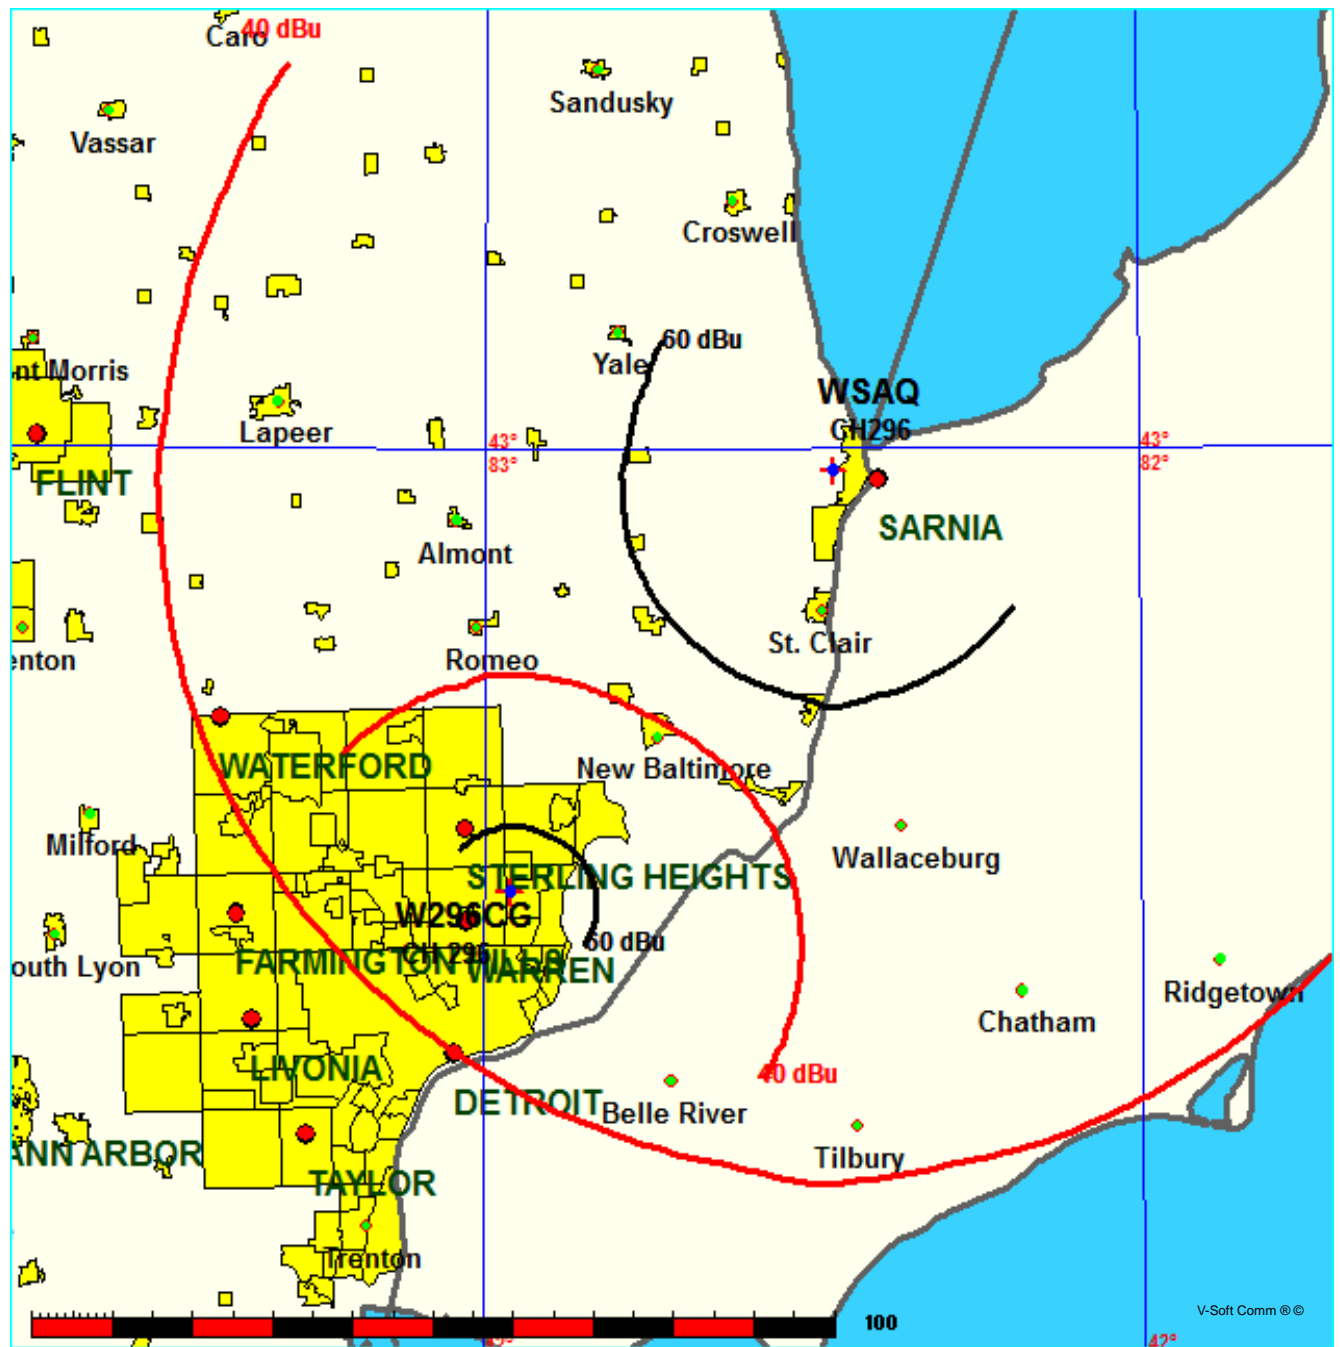 Caro
40 dBu
Sandusky
Vassar
Croswell
60 dBu
Yale
nt Morris
WSAQ
CH296
Lapeer
43°
83°
43°
82°
FLINT
SARNIA
Almont
St. Clair
enton
Romeo
WATERFORD
New Baltimore
Milford
Wallaceburg
STERLING HEIGHTS
W296CG
60 dBu
CH 296
FARMINGTON HILLS
WARREN
outh Lyon
Ridgetown
Chatham
LIVONIA
40 dBu
DETROIT
Belle River
ANN ARBOR
Tilbury
TAYLOR
Trenton
V-Soft Comm ® ©
100
42°